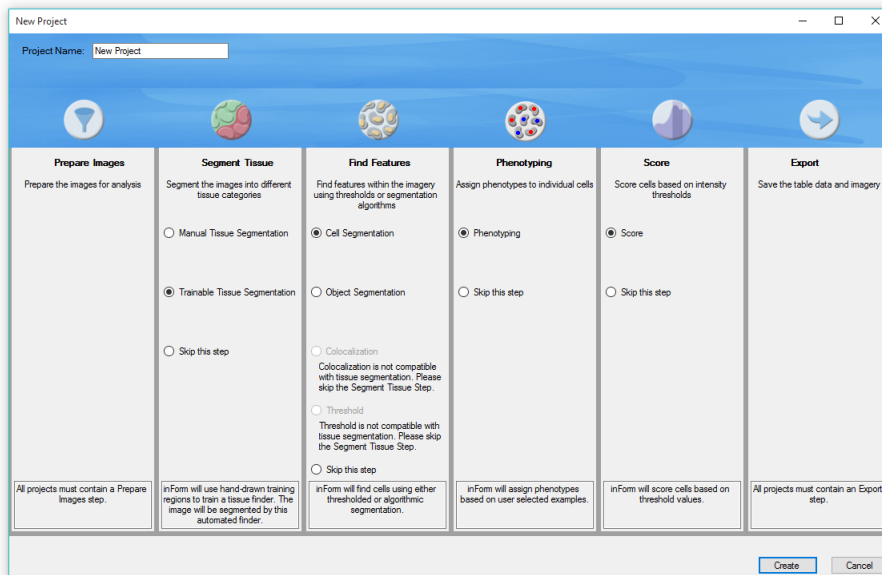 New Project
Project Name: New Project
Prepare Images
Prepare the images for analysis
All projects must contain a Prepare
Images step.
Segment Tissue
Segment the images into different
tissue categories
Manual Tissue Segmentation
Trainable Tissue Segmentation
Skip this step
inForm will use hand-drawn training
regions to train a tissue finder. The
image will be segmented by this
automated finder.
Find Features
Find features within the imagery
using thresholds or segmentation
algorithms
Cell Segmentation
Object Segmentation
Colocalization
Colocalization is not compatible
with tissue segmentation. Please
skip the Segment Tissue Step.
Threshold
Threshold is not compatible with
tissue segmentation. Please skip
the Segment Tissue Step.
Skip this step
inForm will find cells using either
thresholded or algorithmic
segmentation.
Phenotyping
Assign phenotypes to individual cells
Phenotyping
Skip this step
inForm will assign phenotypes
based on user selected examples.
Score
Score cells based on intensity
thresholds
Score
Skip this step
inForm will score cells based on
threshold values.
Export
Save the table data and imagery
All projects must contain an Export
step.
Create
Cancel